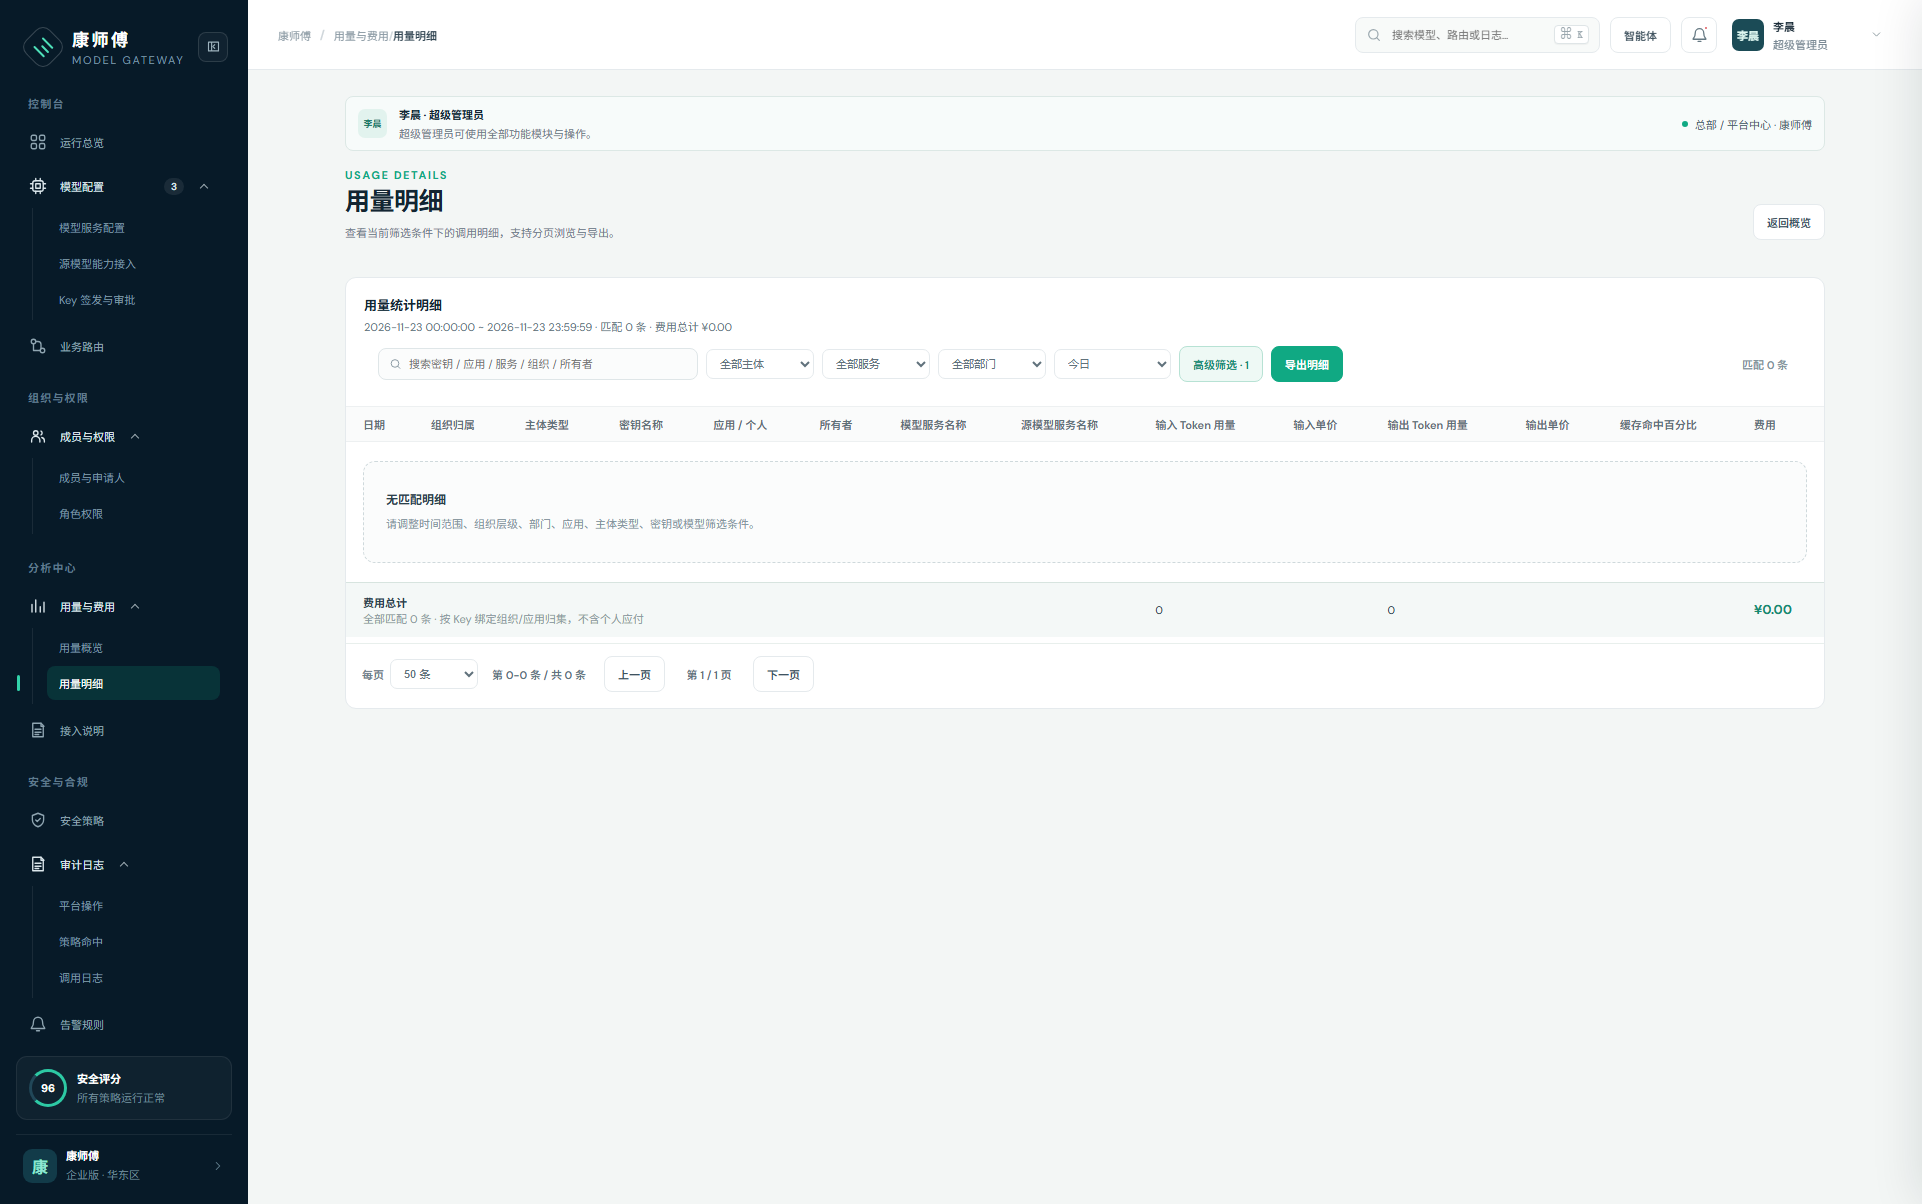 康师傅
MODEL GATEWAY
控制台
运行总览
模型配置 3
模型服务配置
源模型能力接入
Key 签发与审批
业务路由
组织与权限
成员与权限
成员与申请人
角色权限
分析中心
用量与费用
用量概览
用量明细
接入说明
安全与合规
安全策略
审计日志
平台操作
策略命中
调用日志
告警规则
96
安全评分
所有策略运行正常
康
康师傅
企业版 · 华东区
康师傅 / 用量与费用/用量明细
搜索模型、路由或日志... ⌘ K
智能体
李晨
李晨
超级管理员
李晨
李晨 · 超级管理员
超级管理员可使用全部功能模块与操作。
总部 / 平台中心 · 康师傅
USAGE DETAILS
用量明细
查看当前筛选条件下的调用明细，支持分页浏览与导出。
返回概览
用量统计明细
2026-11-23 00:00:00 ~ 2026-11-23 23:59:59 · 匹配 0 条 · 费用总计 ¥0.00
搜索密钥 / 应用 / 服务 / 组织 / 所有者 全部主体 全部服务 全部部门 今日 高级筛选 · 1 导出明细 匹配 0 条
日期 组织归属 主体类型 密钥名称 应用 / 个人 所有者 模型服务名称 源模型服务名称 输入 Token 用量 输入单价 输出 Token 用量 输出单价 缓存命中百分比 费用
无匹配明细
请调整时间范围、组织层级、部门、应用、主体类型、密钥或模型筛选条件。
费用总计
全部匹配 0 条 · 按 Key 绑定组织/应用归集，不含个人应付
0 0 ¥0.00
每页 50 条 第 0-0 条 / 共 0 条 上一页 第 1 / 1 页 下一页